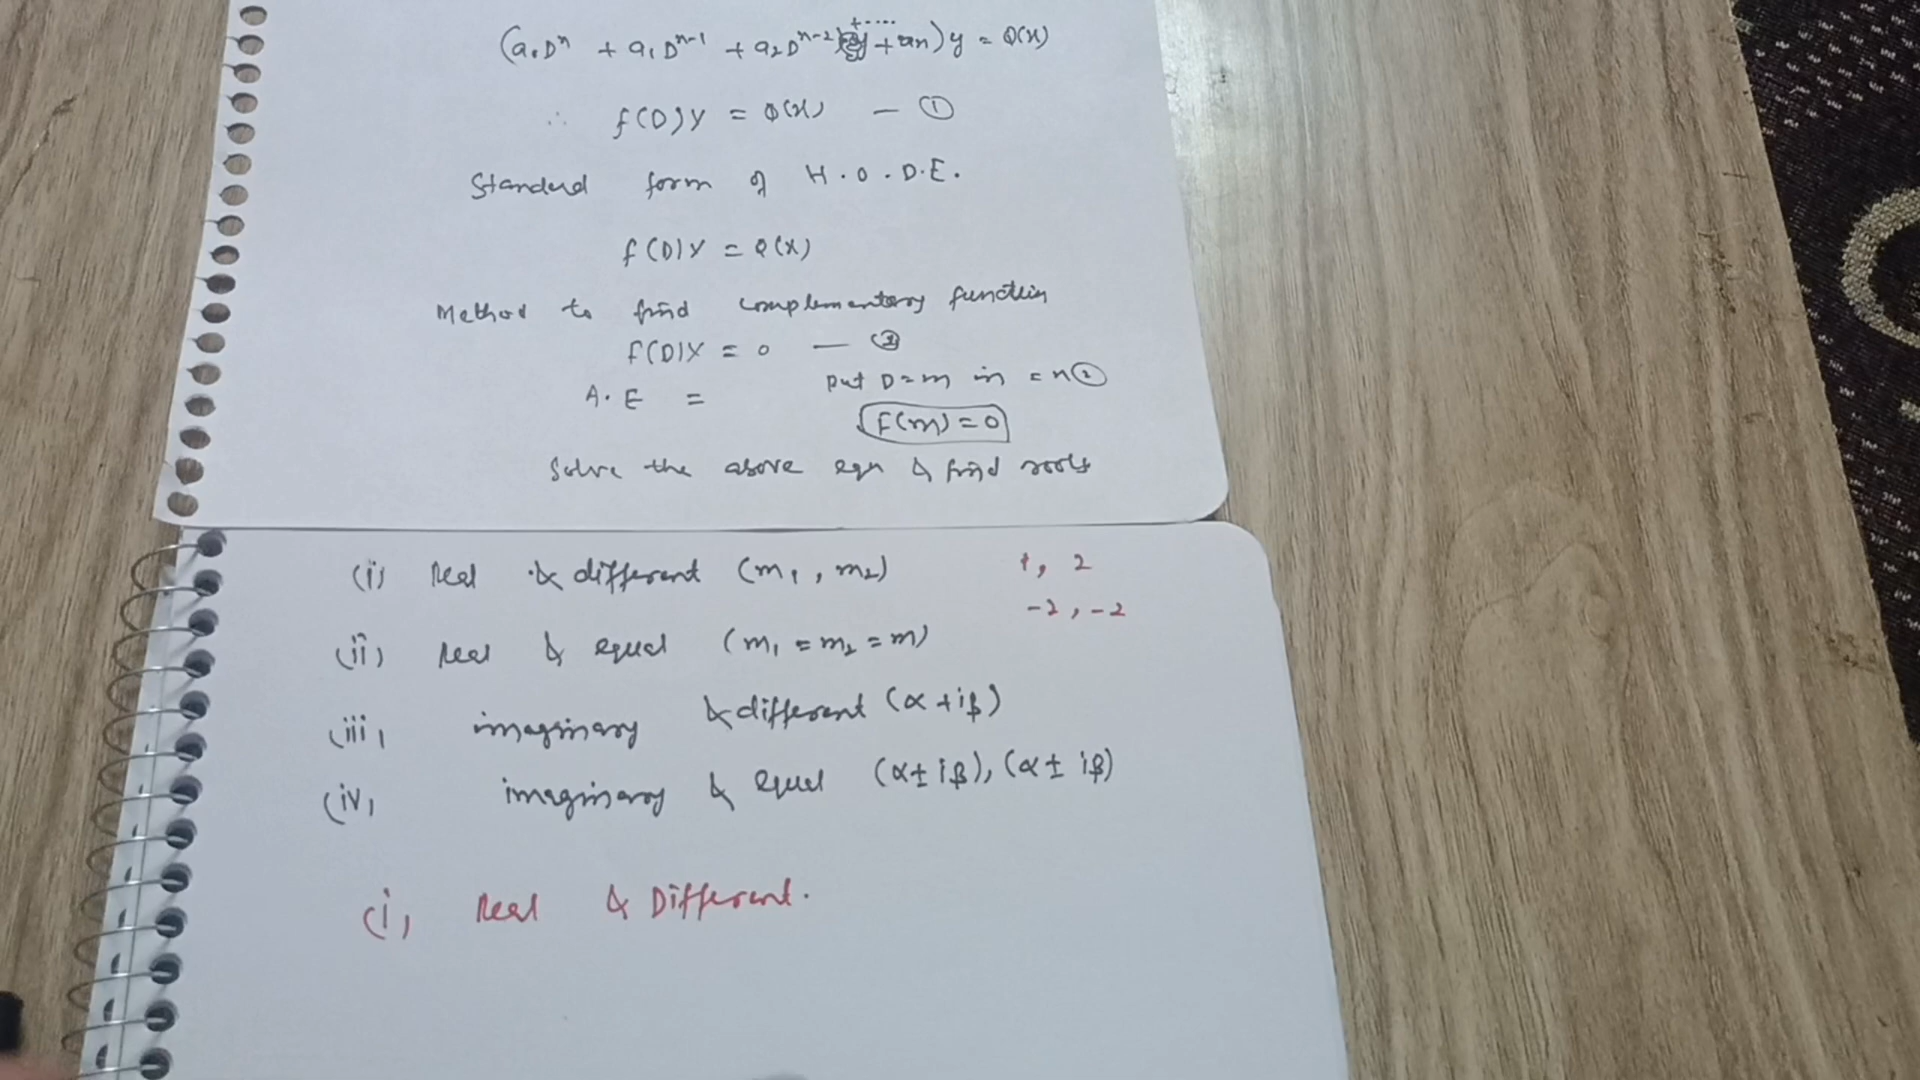 (a₀Dⁿ + a₁Dⁿ⁻¹ + a₂Dⁿ⁻² +.... + an)y = Q(x)
∴ f(D)y = Q(x) — ①
Standard form of H.O.D.E.
f(D)y = Q(x)
Method to find complementary function
F(D)y = 0 — ②
A.E = put D=m in eqn ②
F(m) = 0
Solve the above eqn & find roots
(i) Real & different (m₁, m₂) 1, 2
-2, -2
(ii) Real & equal (m₁ = m₂ = m)
(iii) imaginary & different (α + iβ)
(iv) imaginary & equal (α ± iβ), (α ± iβ)
(i) Real & Different.